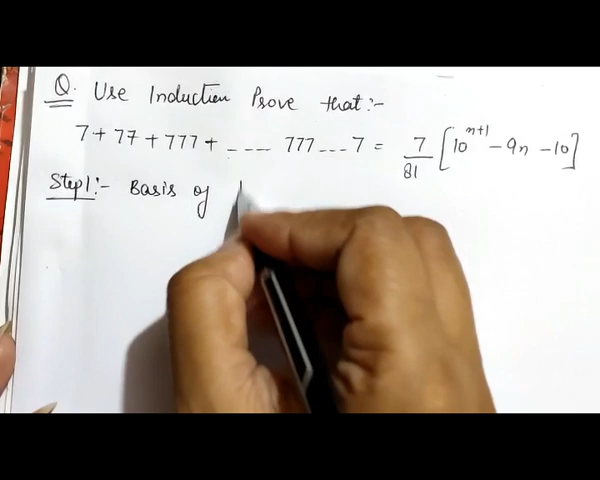 Q. Use Induction Prove that:-
7 + 77 + 777 + ---- 777---7 = 7/81 [10^{n+1} - 9n - 10]
Step1:- Basis of